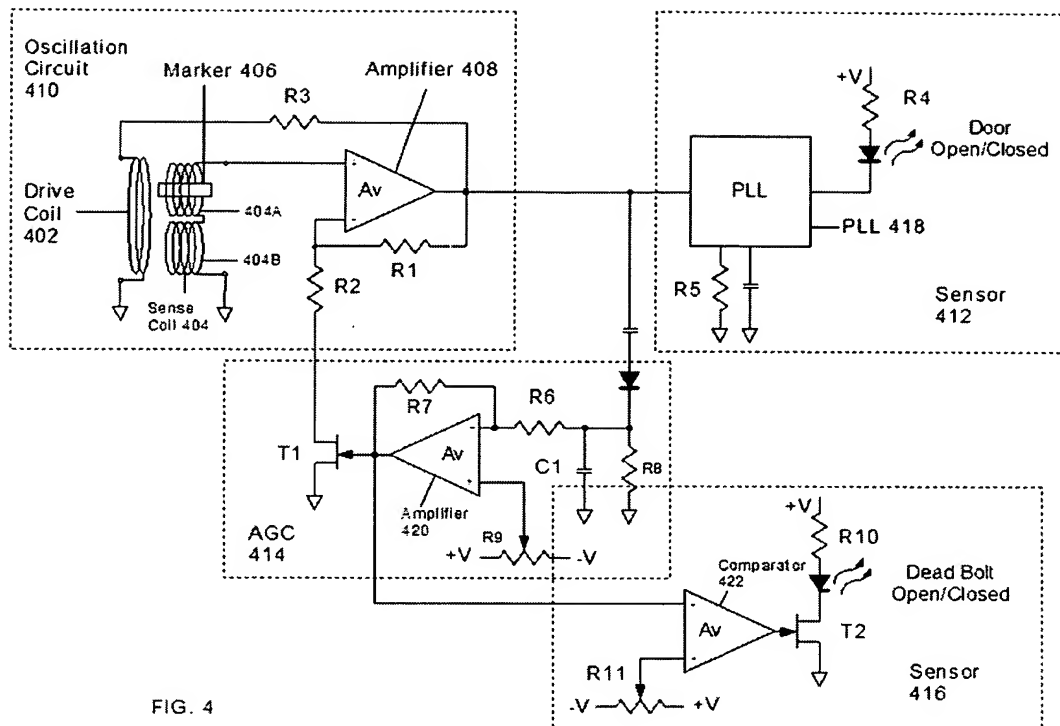 Oscillation
Circuit
410
Marker 406
Amplifier 408
R3
Av
Drive
Coil
402
404A
404B
Sense
Coil 404
R1
R2
+V
R4
Door
Open/Closed
PLL
PLL 418
R5
Sensor
412
R7
R6
T1
Av
C1
R8
Amplifier
420
R9
+V
-V
AGC
414
+V
R10
Comparator
422
Dead Bolt
Open/Closed
Av
T2
R11
-V
+V
Sensor
416
FIG. 4